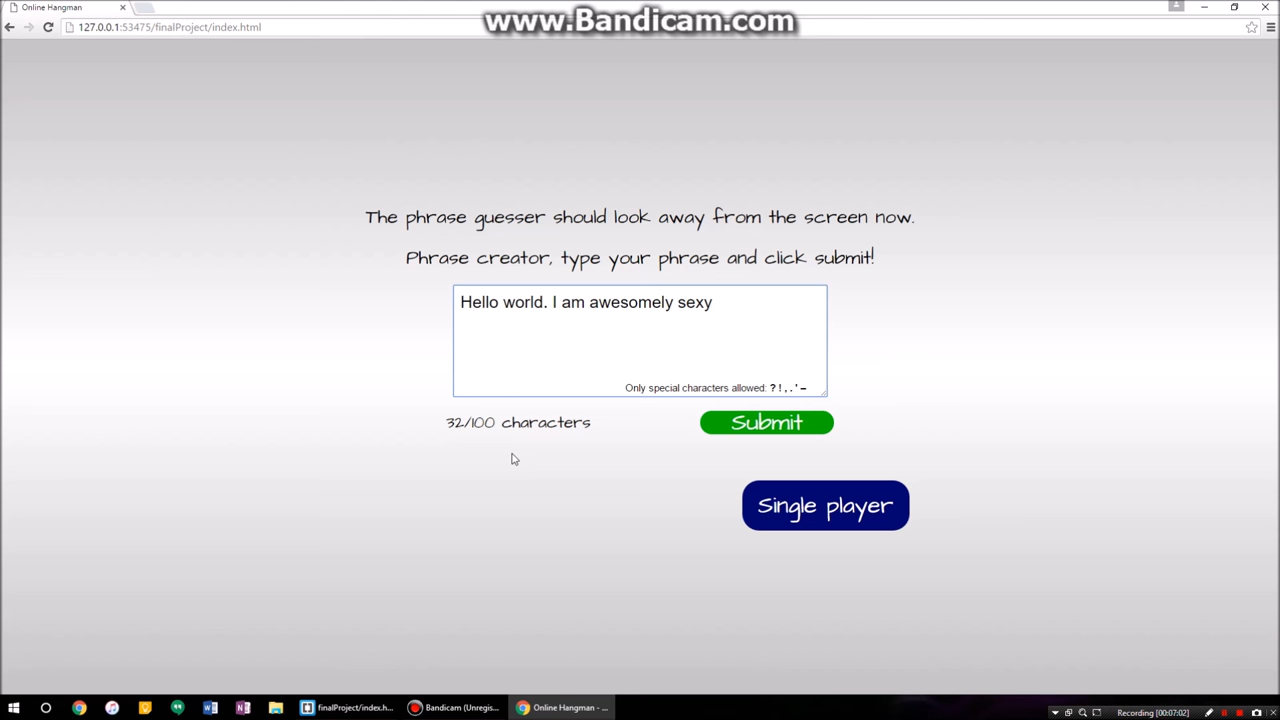 Online Hangman
www.Bandicam.com
127.0.0.1:53475/finalProject/index.html
The phrase guesser should look away from the screen now.
Phrase creator, type your phrase and click submit!
Hello world. I am awesomely sexy
Only special characters allowed: ?!,.'-
32/100 characters
Submit
Single player
finalProject/index.h...
Bandicam (Unregis...
Online Hangman - ...
Recording [00:07:02]